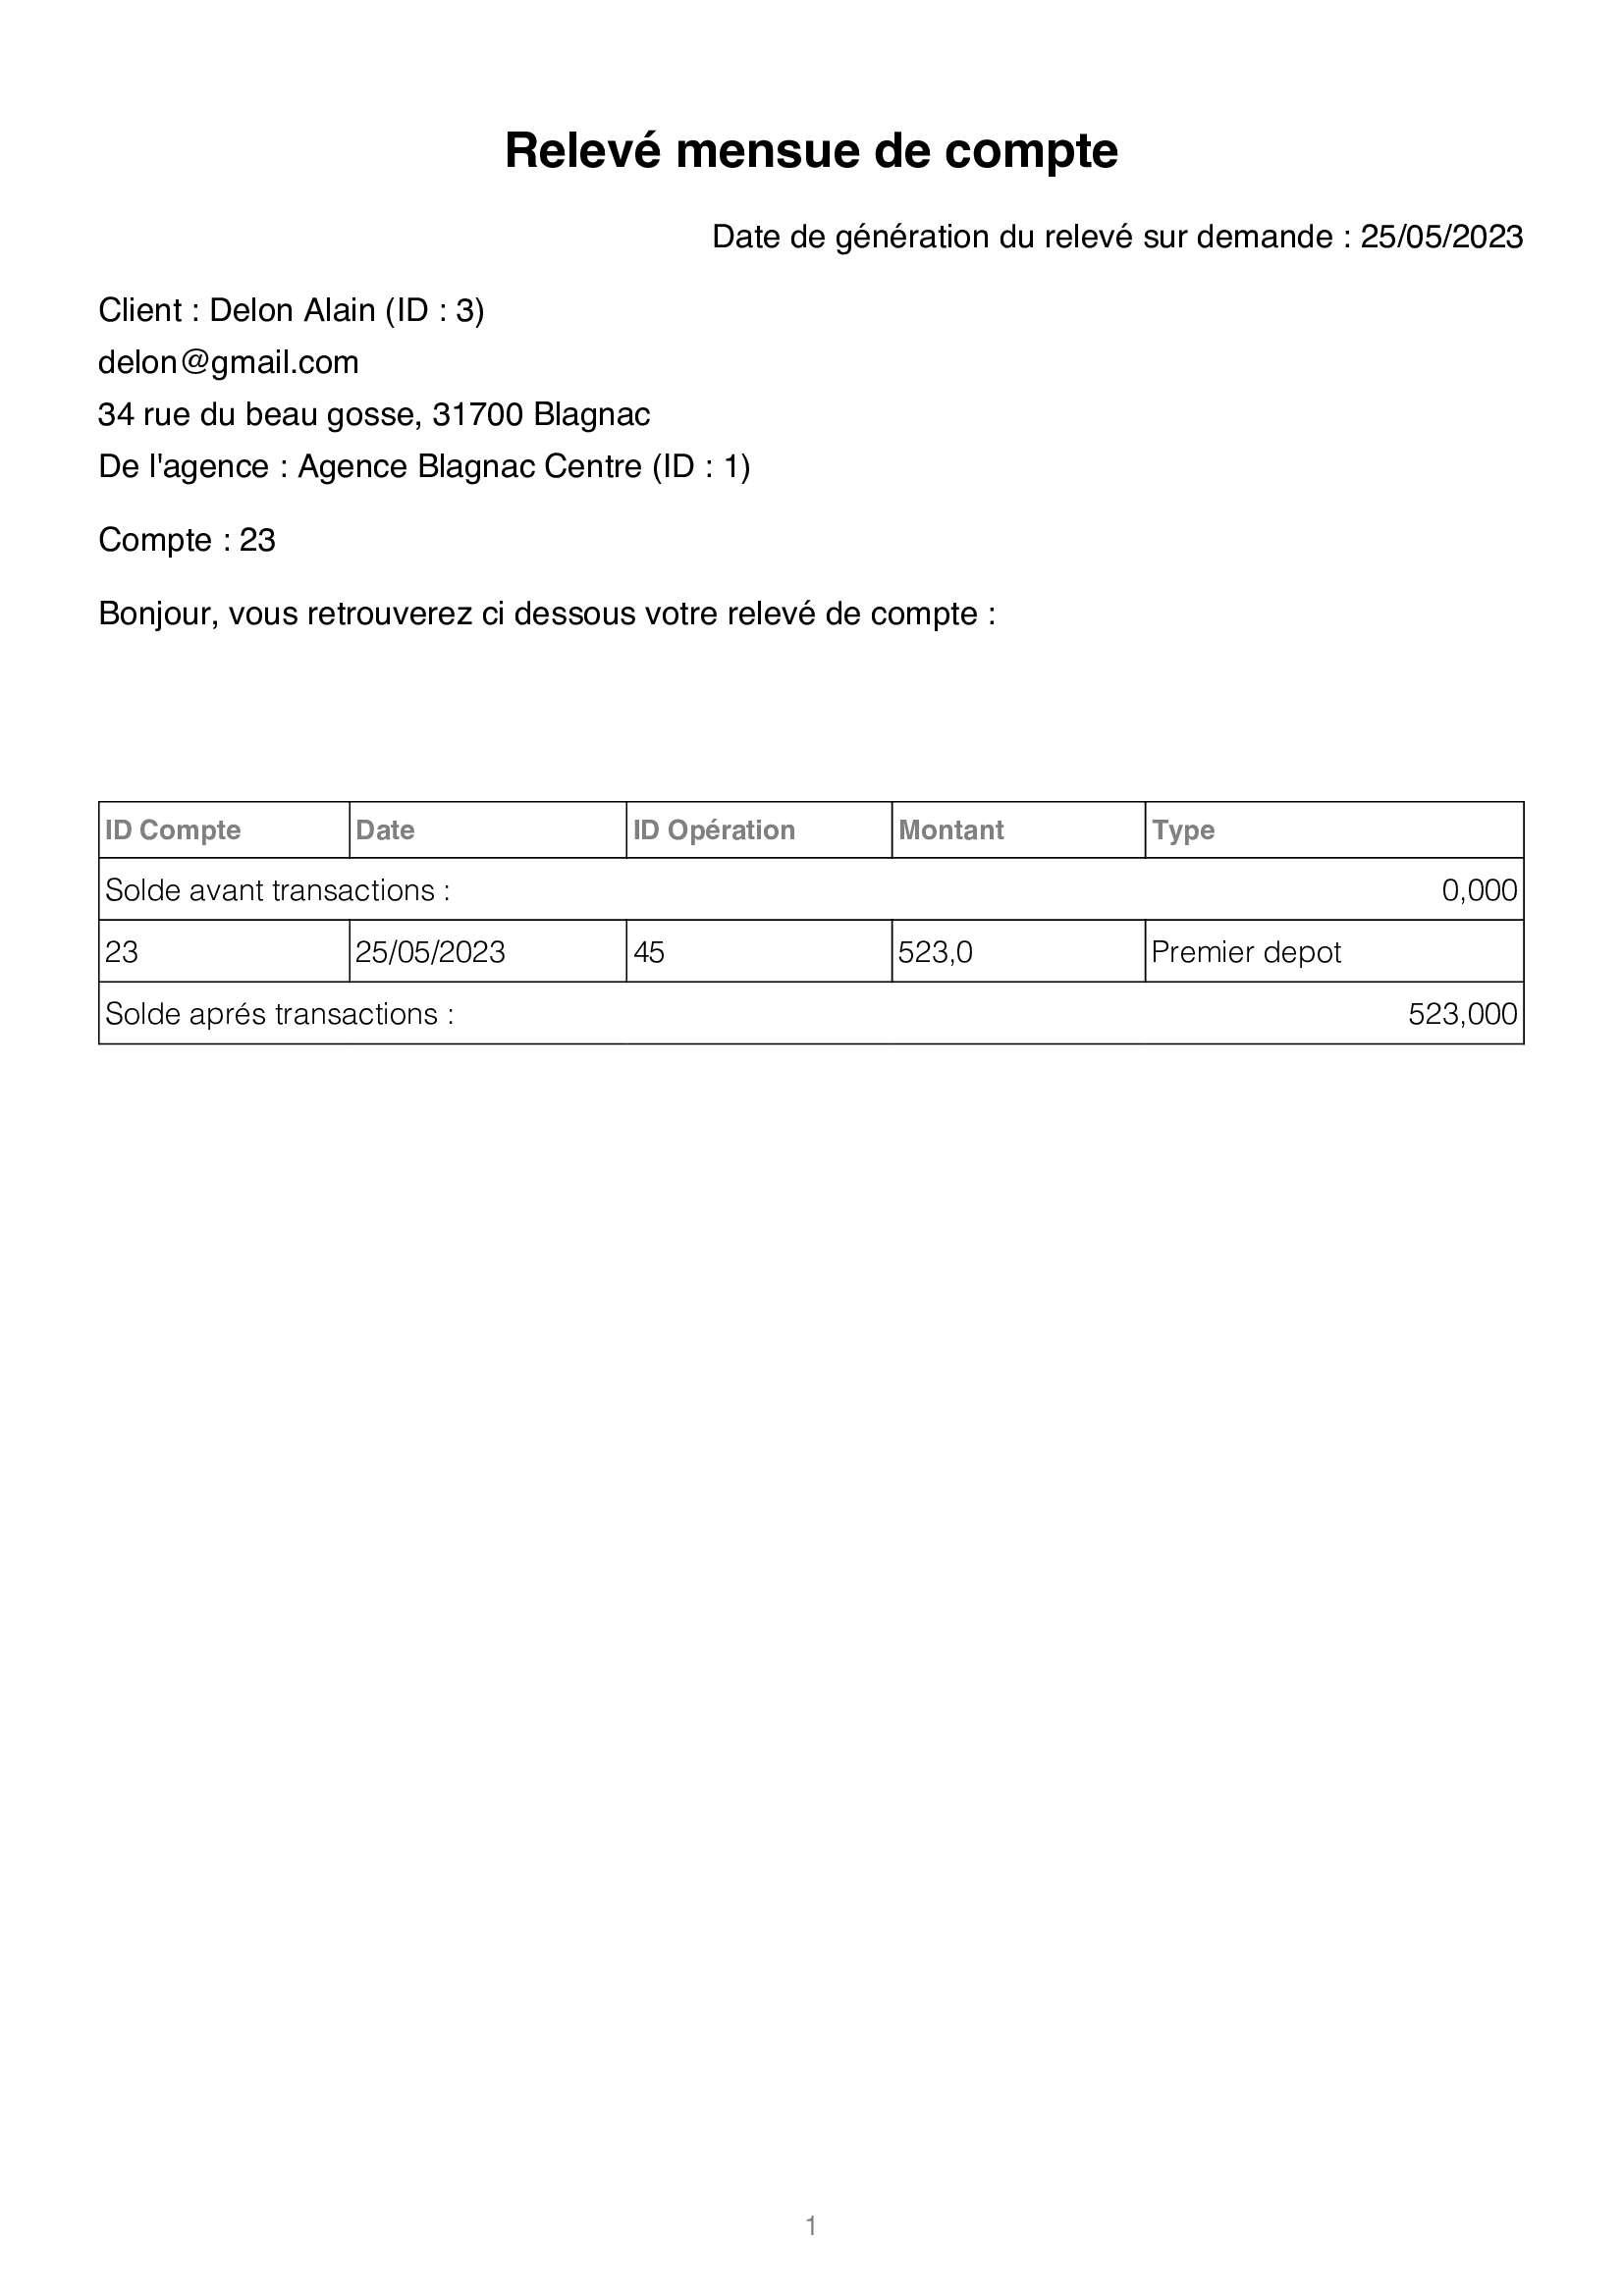 Relevé mensue de compte
Date de génération du relevé sur demande : 25/05/2023
Client : Delon Alain (ID : 3)
delon@gmail.com
34 rue du beau gosse, 31700 Blagnac
De l'agence : Agence Blagnac Centre (ID : 1)
Compte : 23
Bonjour, vous retrouverez ci dessous votre relevé de compte :
ID Compte Date ID Opération Montant Type
Solde avant transactions : 0,000
23 25/05/2023 45 523,0 Premier depot
Solde aprés transactions : 523,000
1